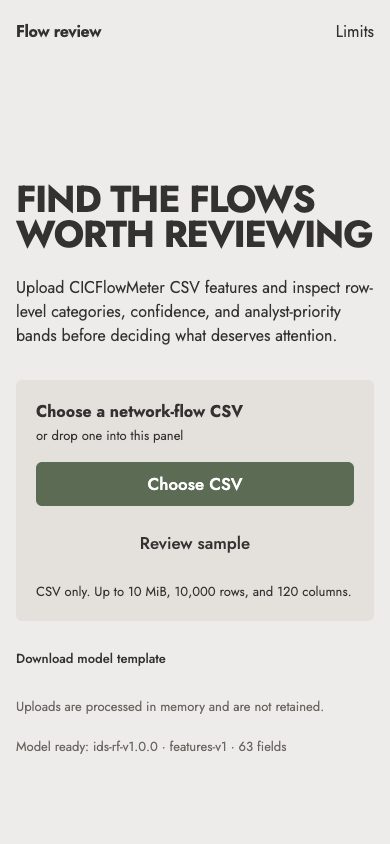 Flow review
Limits
FIND THE FLOWS
WORTH REVIEWING
Upload CICFlowMeter CSV features and inspect row-
level categories, confidence, and analyst-priority
bands before deciding what deserves attention.
Choose a network-flow CSV
or drop one into this panel
Choose CSV
Review sample
CSV only. Up to 10 MiB, 10,000 rows, and 120 columns.
Download model template
Uploads are processed in memory and are not retained.
Model ready: ids-rf-v1.0.0 · features-v1 · 63 fields